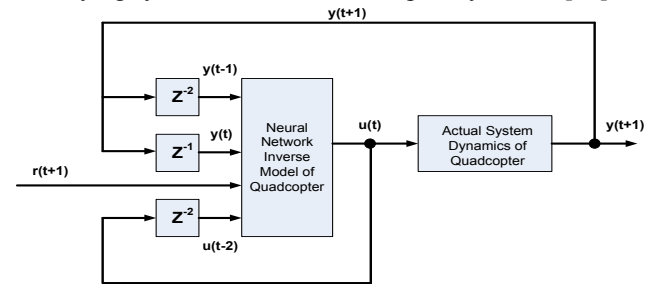 y(t+1)
y(t-1)
Z-2
y(t)
Z-1
r(t+1)
Z-2
u(t-2)
Neural
Network
Inverse
Model of
Quadcopter
u(t)
Actual System
Dynamics of
Quadcopter
y(t+1)